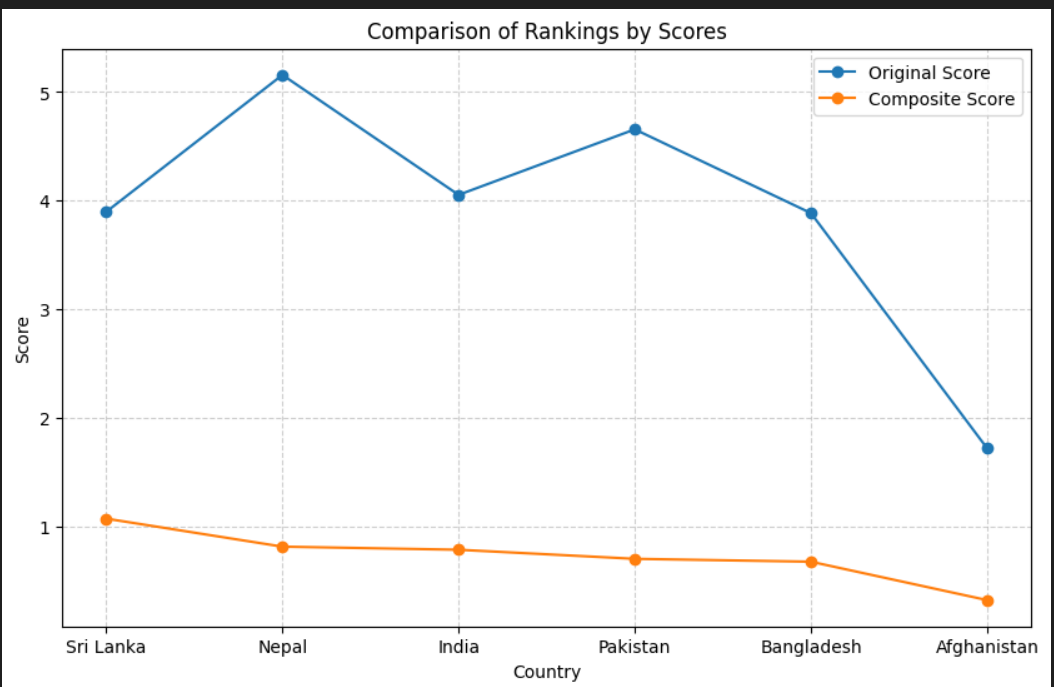 Comparison of Rankings by Scores
Original Score
Composite Score
5
4
3
2
1
Score
Sri Lanka Nepal India Pakistan Bangladesh Afghanistan
Country